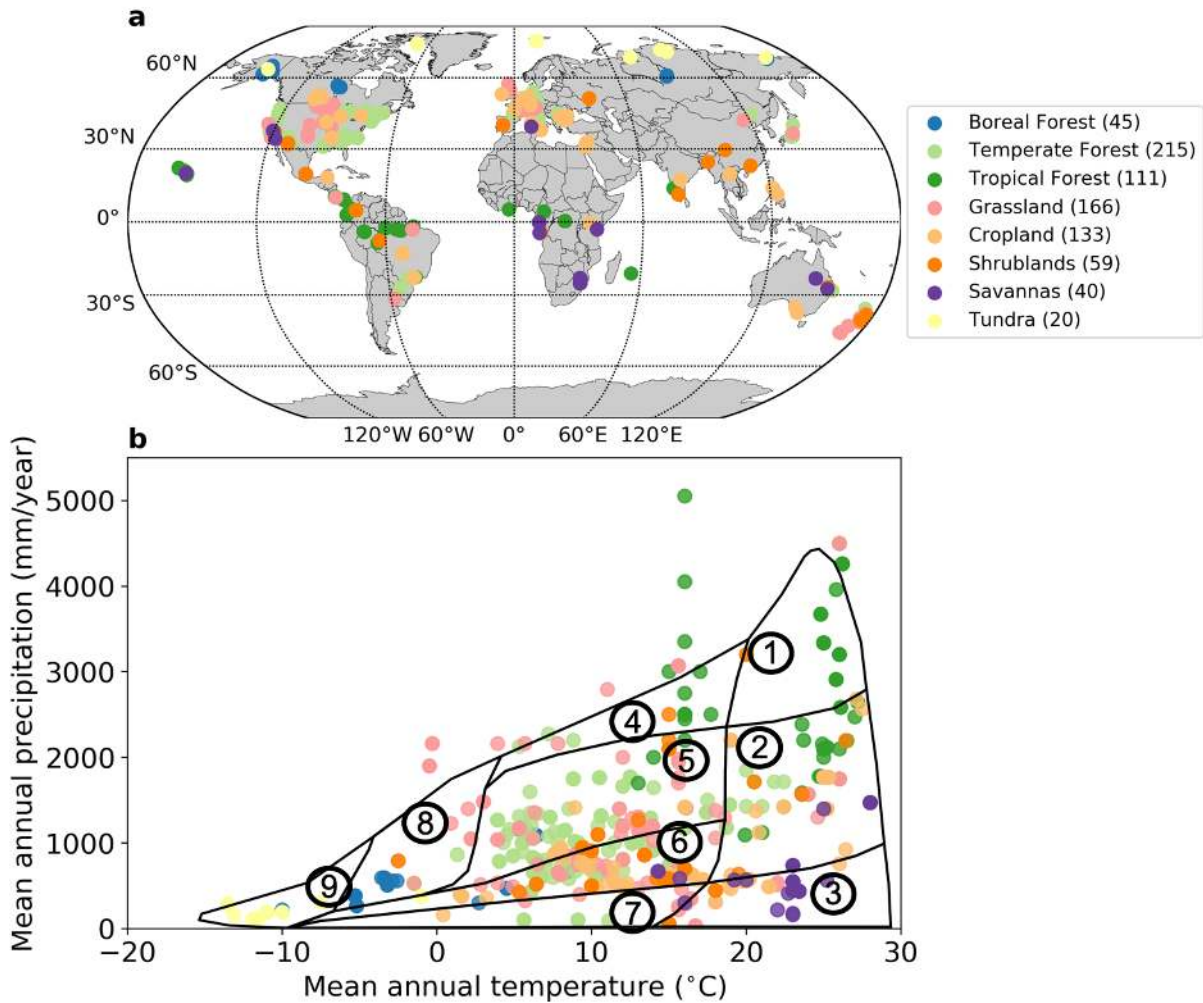 a
60°N
30°N
0°
30°S
60°S
120°W 60°W 0° 60°E 120°E
Boreal Forest (45)
Temperate Forest (215)
Tropical Forest (111)
Grassland (166)
Cropland (133)
Shrublands (59)
Savannas (40)
Tundra (20)
b
Mean annual precipitation (mm/year)
5000
4000
3000
2000
1000
0
1
4
2
5
8
6
9
3
7
−20 −10 0 10 20 30
Mean annual temperature (°C)